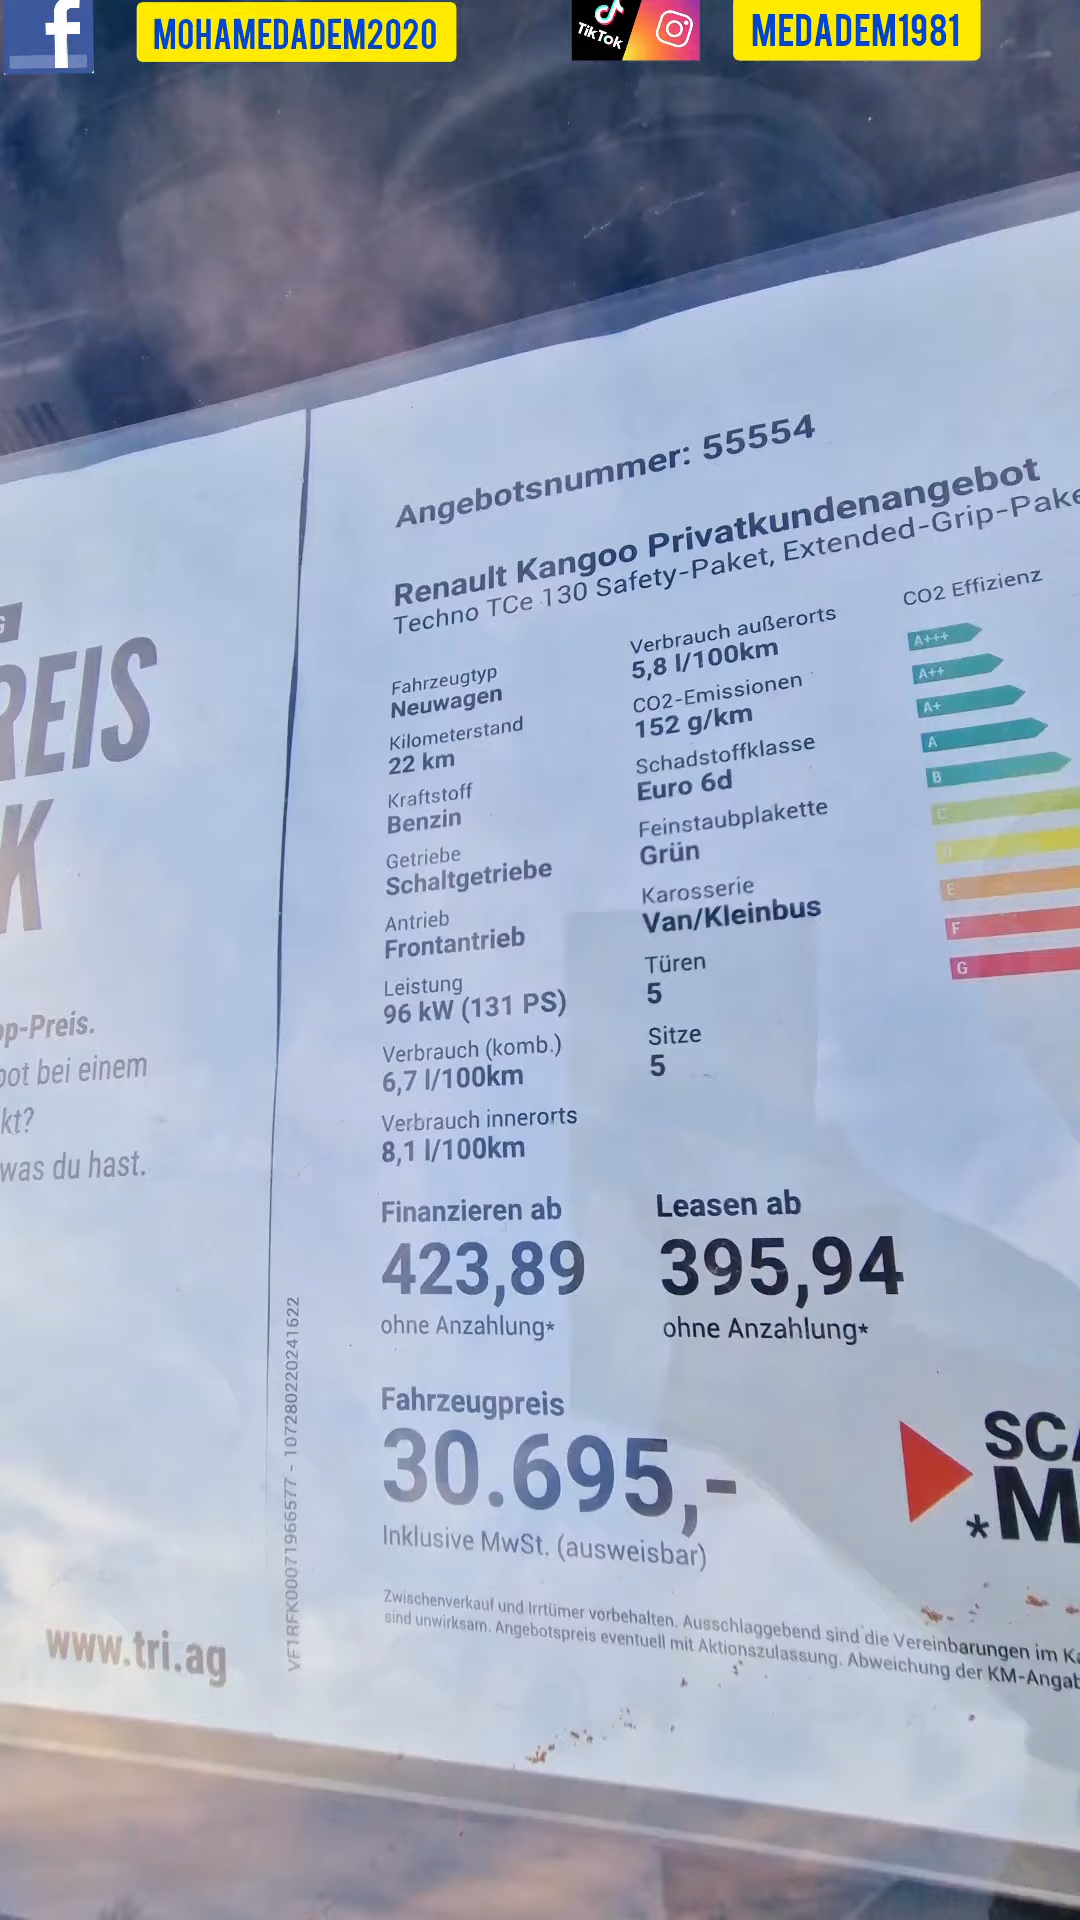 f
MOHAMEDADEM2020
TikTok
MEDADEM1981
REIS
K
op-Preis.
bot bei einem
kt?
was du hast.
www.tri.ag
VF1RFK00071966577 - 107280220241622
Angebotsnummer: 55554
Renault Kangoo Privatkundenangebot
Techno TCe 130 Safety-Paket, Extended-Grip-Pake
Fahrzeugtyp
Neuwagen
Kilometerstand
22 km
Kraftstoff
Benzin
Getriebe
Schaltgetriebe
Antrieb
Frontantrieb
Leistung
96 kW (131 PS)
Verbrauch (komb.)
6,7 l/100km
Verbrauch innerorts
8,1 l/100km
Verbrauch außerorts
5,8 l/100km
CO2-Emissionen
152 g/km
Schadstoffklasse
Euro 6d
Feinstaubplakette
Grün
Karosserie
Van/Kleinbus
Türen
5
Sitze
5
CO2 Effizienz
A+++
A++
A+
A
B
C
D
E
F
G
Finanzieren ab
423,89
ohne Anzahlung*
Leasen ab
395,94
ohne Anzahlung*
Fahrzeugpreis
30.695,-
Inklusive MwSt. (ausweisbar)
SCA
*M
Zwischenverkauf und Irrtümer vorbehalten. Ausschlaggebend sind die Vereinbarungen im Ka
sind unwirksam. Angebotspreis eventuell mit Aktionszulassung. Abweichung der KM-Angab